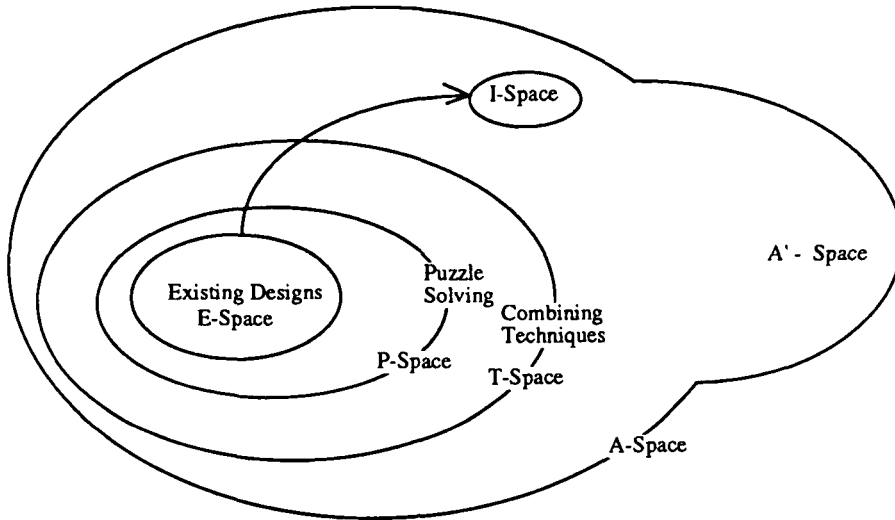 I-Space
A' - Space
Existing Designs
E-Space
Puzzle
Solving
P-Space
Combining
Techniques
T-Space
A-Space